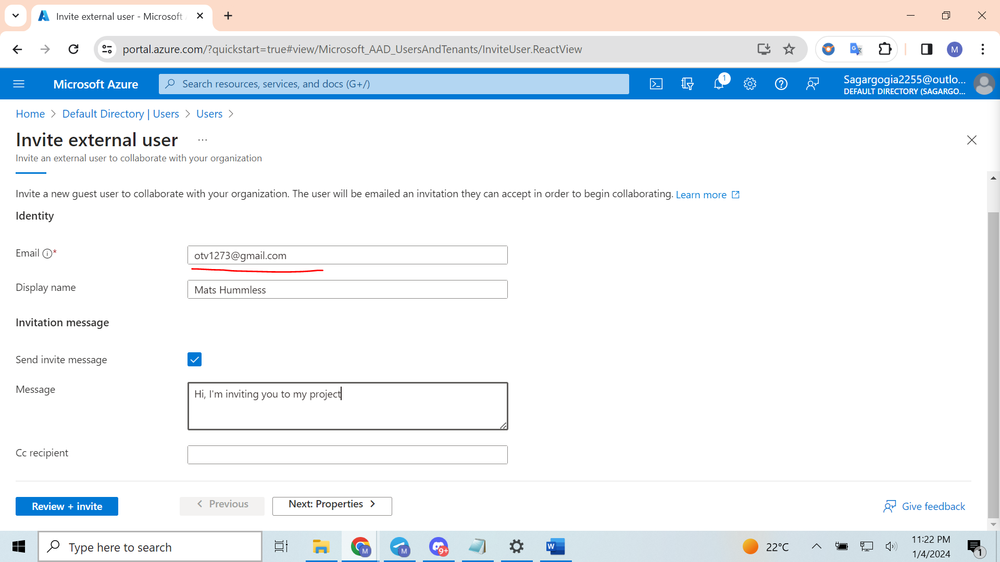 Invite external user - Microsoft
portal.azure.com/?quickstart=true#view/Microsoft_AAD_UsersAndTenants/InviteUser.ReactView
M
Microsoft Azure
Search resources, services, and docs (G+/)
1
Sagargogia2255@outlo...
DEFAULT DIRECTORY (SAGARGO...
Home > Default Directory | Users > Users >
Invite external user ...
Invite an external user to collaborate with your organization
Invite a new guest user to collaborate with your organization. The user will be emailed an invitation they can accept in order to begin collaborating. Learn more
Identity
Email *
otv1273@gmail.com
Display name
Mats Hummless
Invitation message
Send invite message
Message
Hi, I'm inviting you to my project
Cc recipient
Review + invite
< Previous
Next: Properties >
Give feedback
Type here to search
M
M
9+
W
22°C
11:22 PM
1/4/2024
1